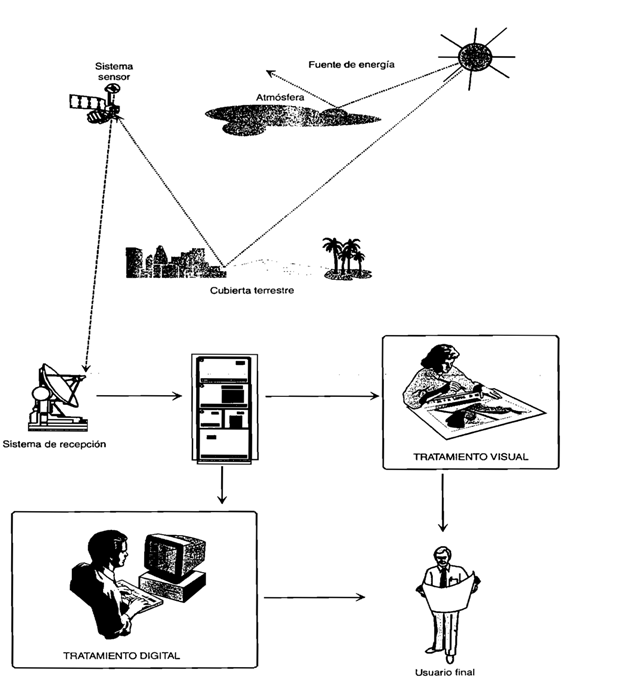 Fuente de energía
Sistema
sensor
Atmósfera
Cubierta terrestre
Sistema de recepción
TRATAMIENTO VISUAL
TRATAMIENTO DIGITAL
Usuario final